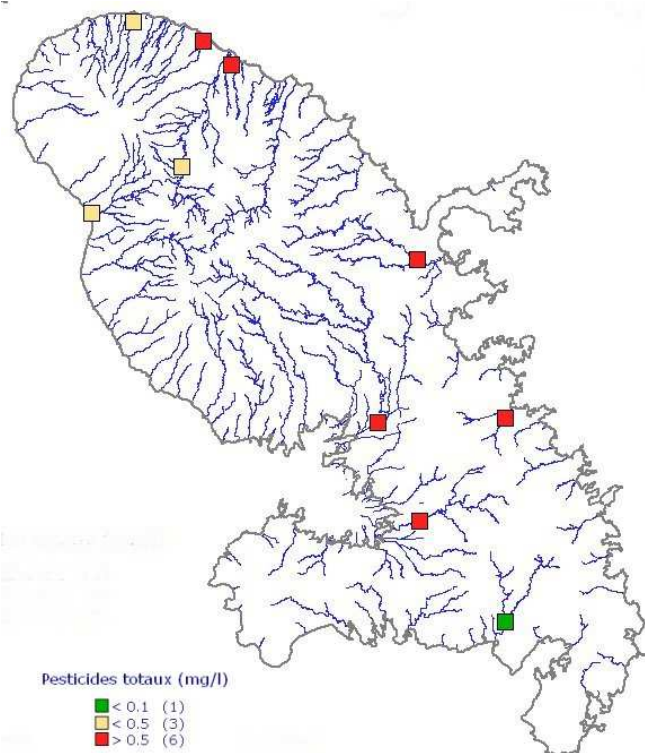 Pesticides totaux (mg/l)
< 0.1 (1)
< 0.5 (3)
> 0.5 (6)